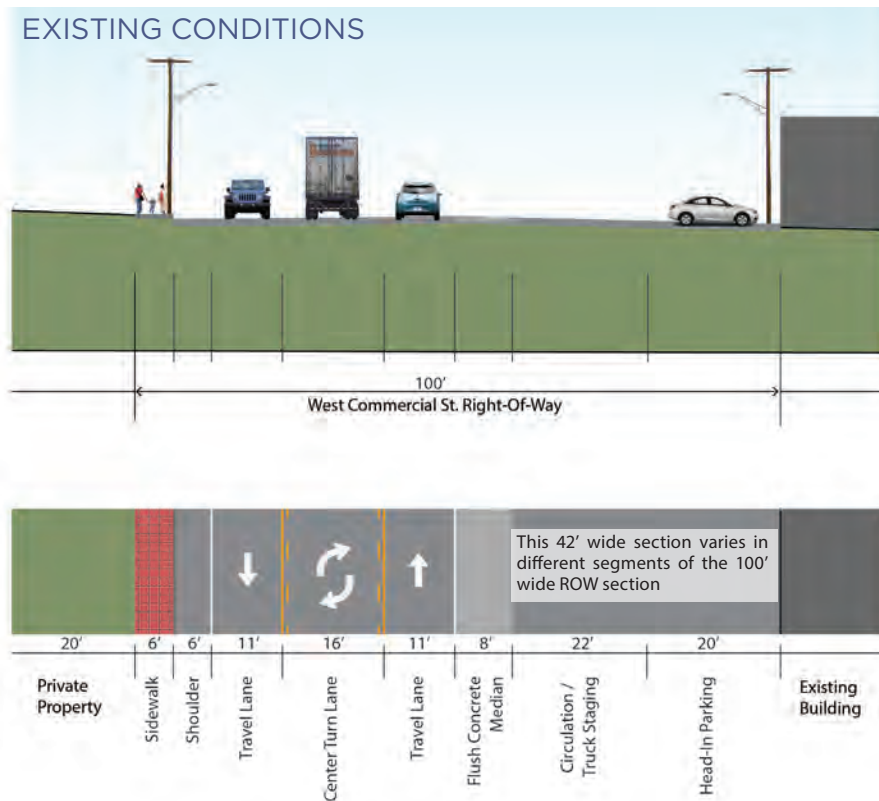 EXISTING CONDITIONS
100'
West Commercial St. Right-Of-Way
This 42' wide section varies in
different segments of the 100'
wide ROW section
20' 6' 6' 11' 16' 11' 8' 22' 20'
Private
Property
Sidewalk
Shoulder
Travel Lane
Center Turn Lane
Travel Lane
Flush Concrete
Median
Circulation /
Truck Staging
Head-In Parking
Existing
Building